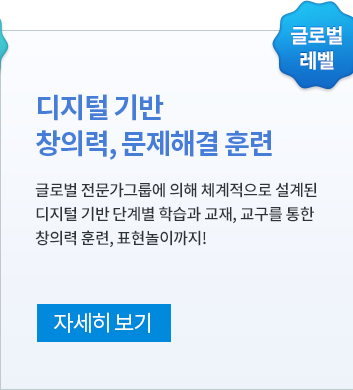 글로벌
레벨
디지털 기반
창의력, 문제해결 훈련
글로벌 전문가그룹에 의해 체계적으로 설계된
디지털 기반 단계별 학습과 교재, 교구를 통한
창의력 훈련, 표현놀이까지!
자세히 보기